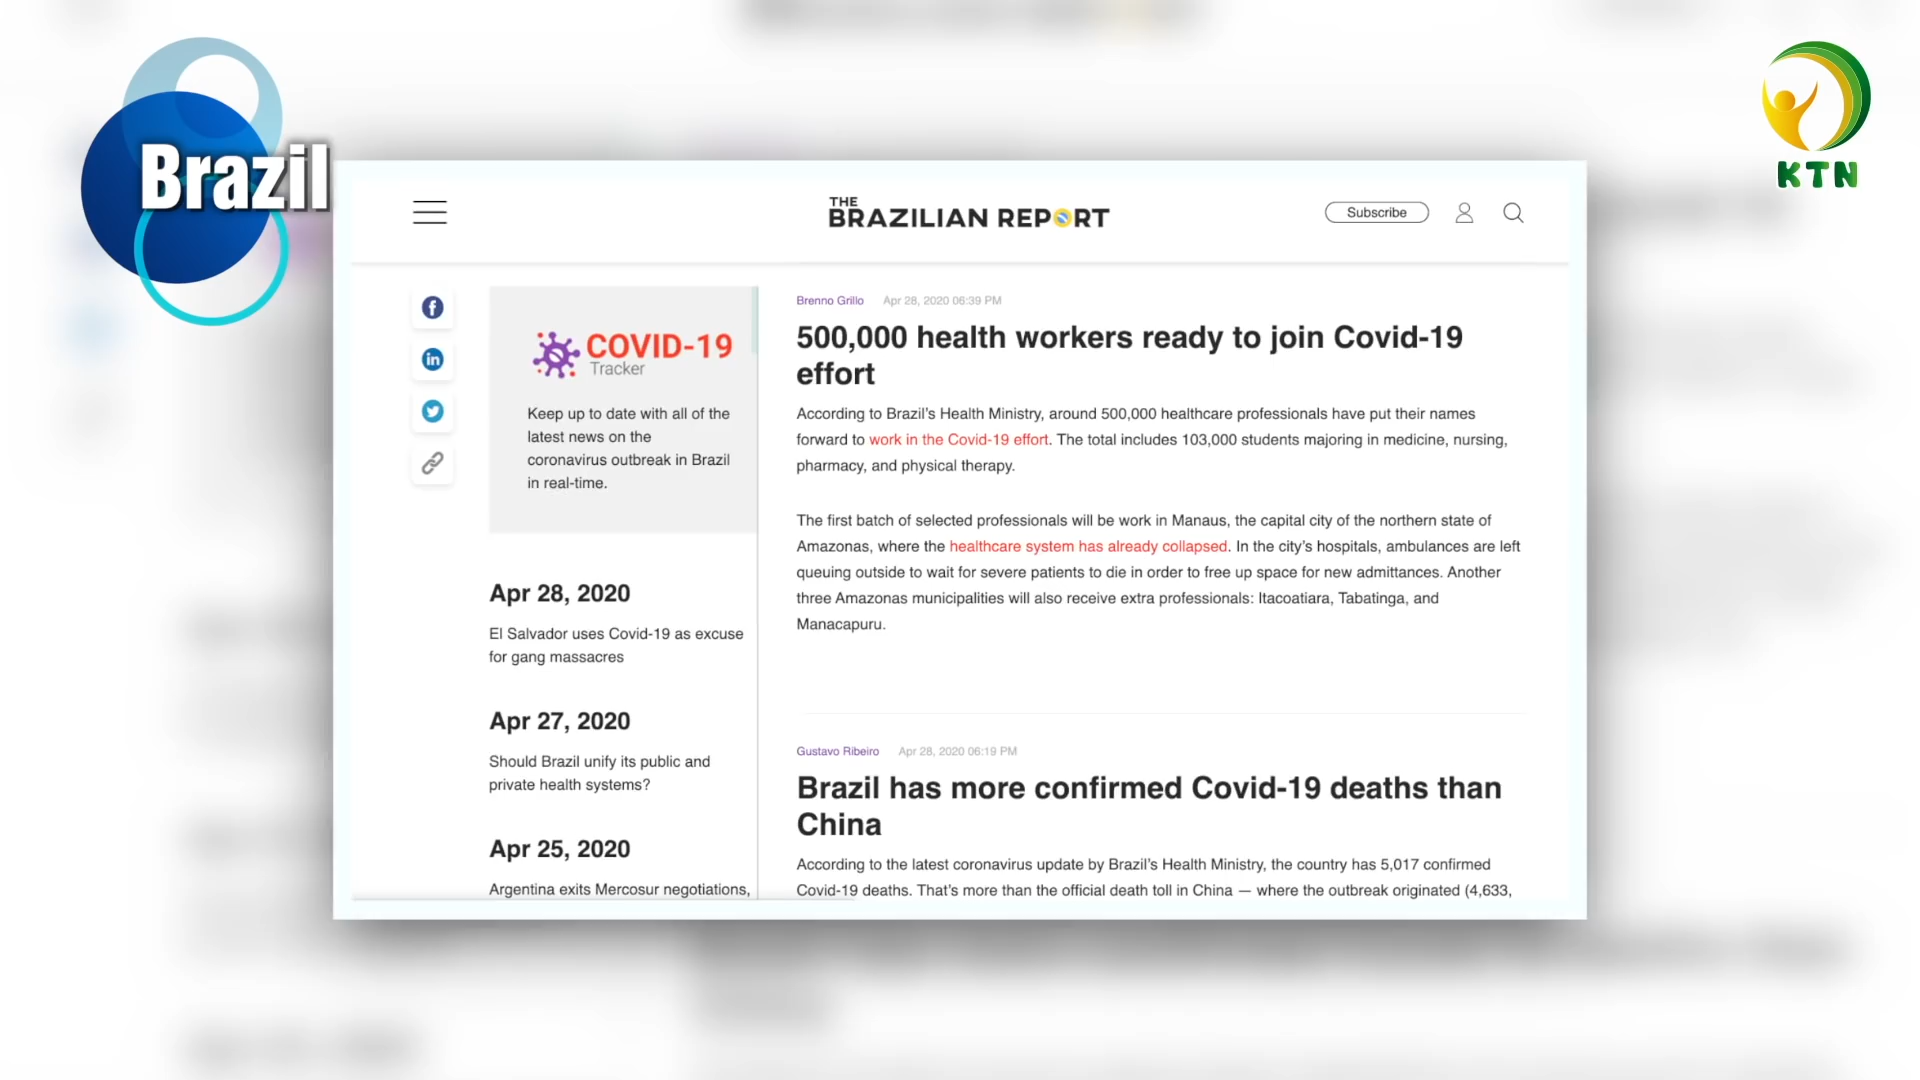 Brazil
KTN
THE
BRAZILIAN REPORT
Subscribe
COVID-19
Tracker
Keep up to date with all of the
latest news on the
coronavirus outbreak in Brazil
in real-time.
Apr 28, 2020
El Salvador uses Covid-19 as excuse
for gang massacres
Apr 27, 2020
Should Brazil unify its public and
private health systems?
Apr 25, 2020
Argentina exits Mercosur negotiations,
Brenno Grillo Apr 28, 2020 06:39 PM
500,000 health workers ready to join Covid-19
effort
According to Brazil’s Health Ministry, around 500,000 healthcare professionals have put their names
forward to work in the Covid-19 effort. The total includes 103,000 students majoring in medicine, nursing,
pharmacy, and physical therapy.
The first batch of selected professionals will be work in Manaus, the capital city of the northern state of
Amazonas, where the healthcare system has already collapsed. In the city’s hospitals, ambulances are left
queuing outside to wait for severe patients to die in order to free up space for new admittances. Another
three Amazonas municipalities will also receive extra professionals: Itacoatiara, Tabatinga, and
Manacapuru.
Gustavo Ribeiro Apr 28, 2020 06:19 PM
Brazil has more confirmed Covid-19 deaths than
China
According to the latest coronavirus update by Brazil’s Health Ministry, the country has 5,017 confirmed
Covid-19 deaths. That’s more than the official death toll in China — where the outbreak originated (4,633,